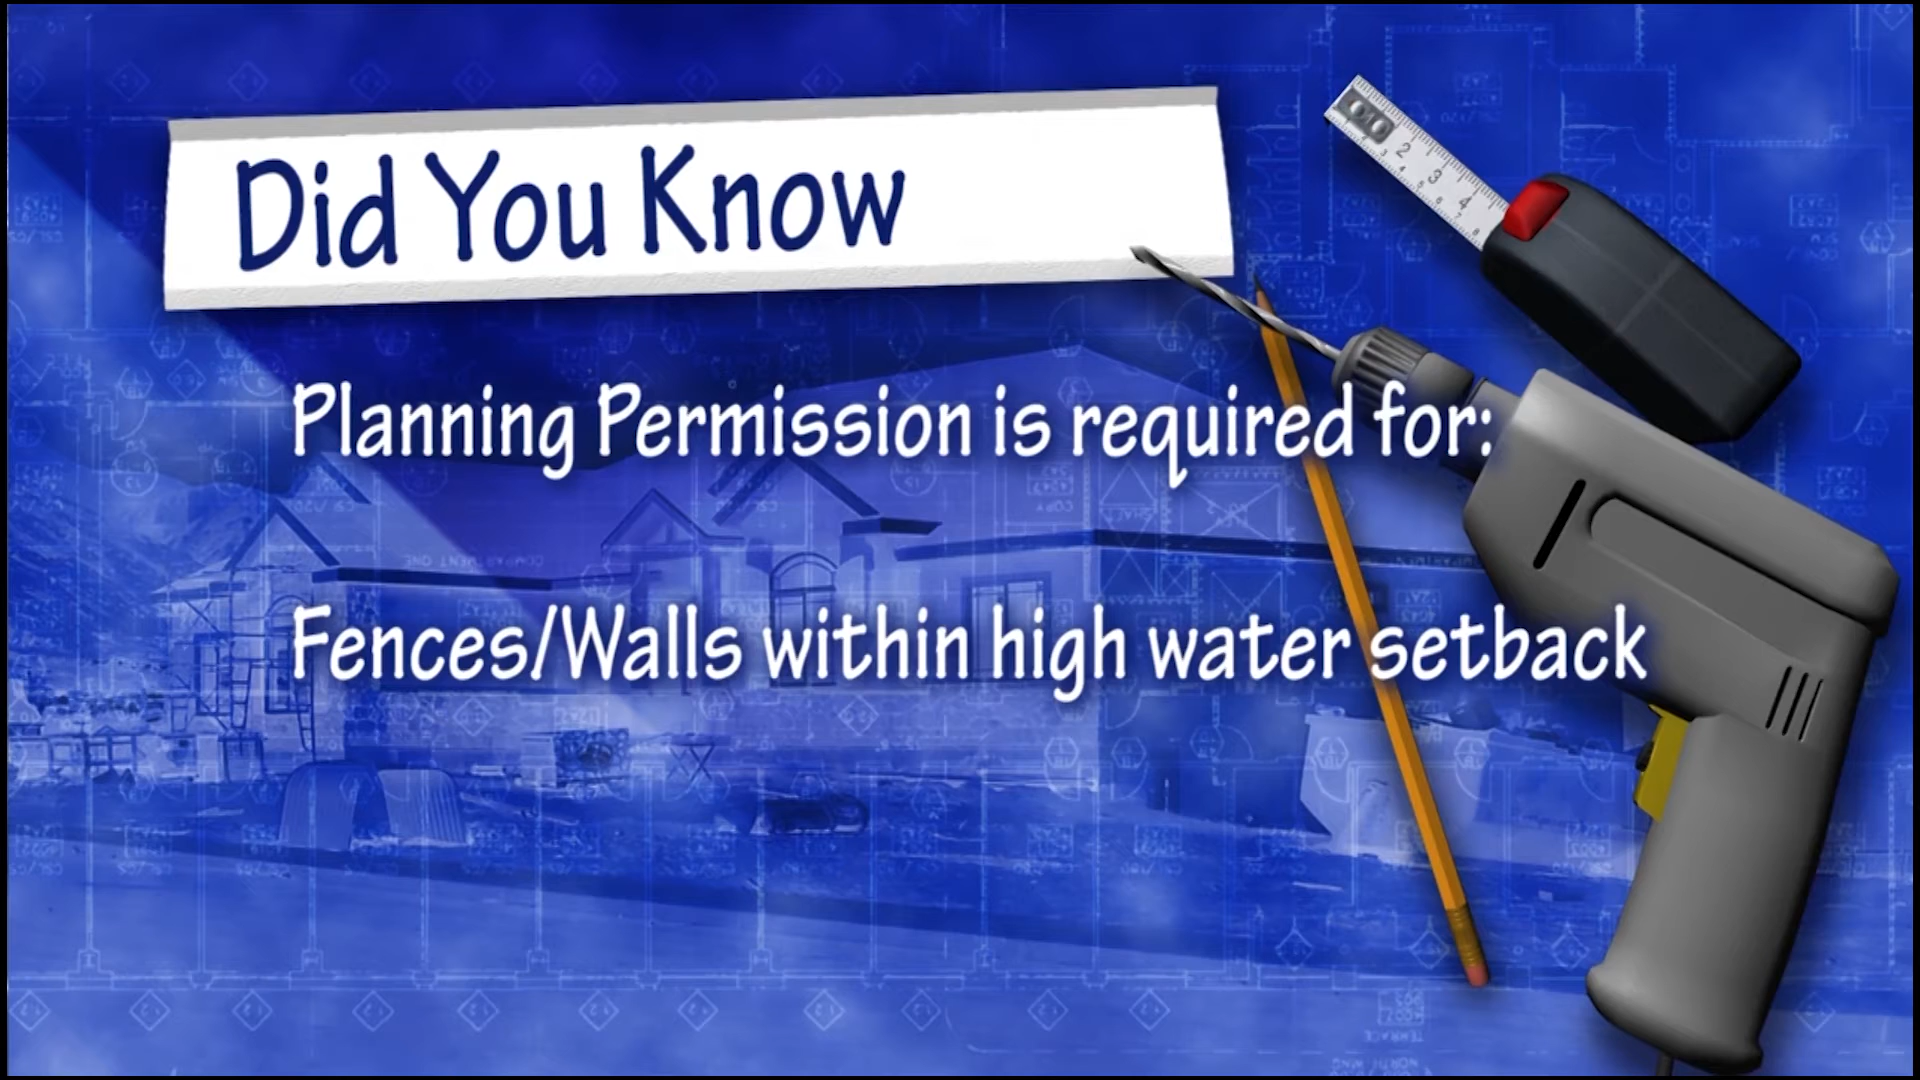 Did You Know
Planning Permission is required for:
Fences/Walls within high water setback